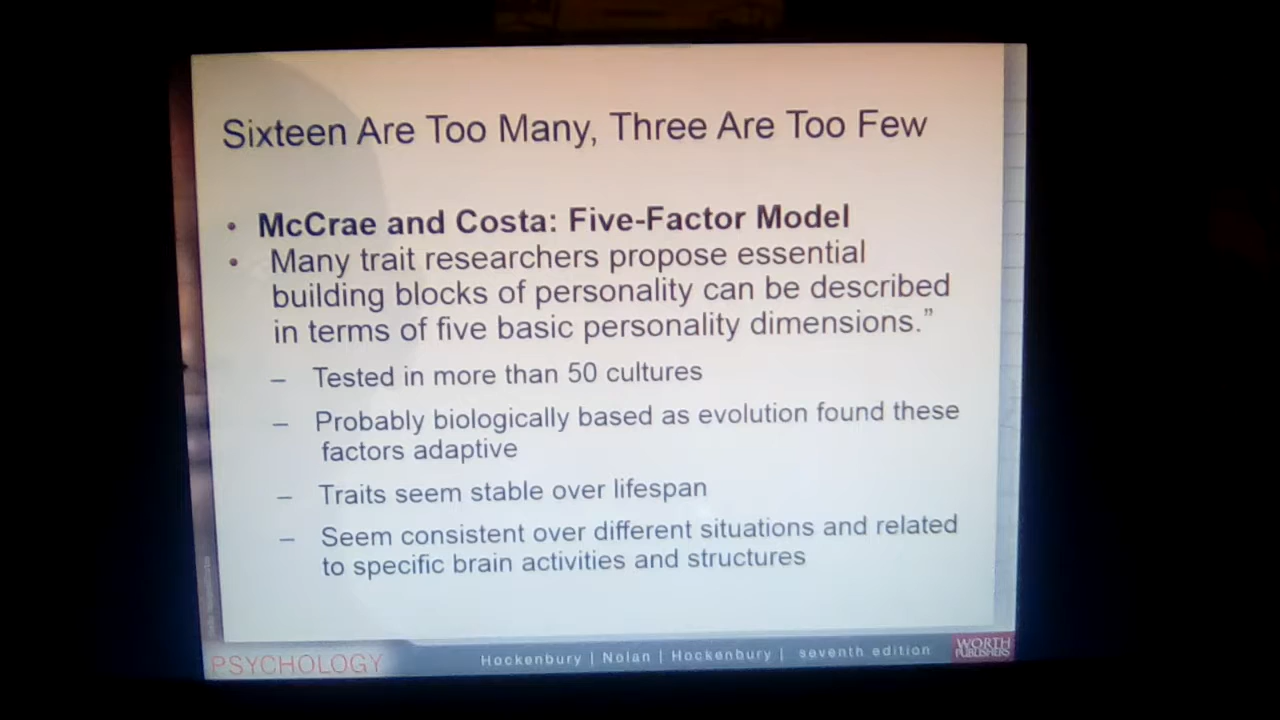 Sixteen Are Too Many, Three Are Too Few
• McCrae and Costa: Five-Factor Model
• Many trait researchers propose essential
building blocks of personality can be described
in terms of five basic personality dimensions.”
– Tested in more than 50 cultures
– Probably biologically based as evolution found these
factors adaptive
– Traits seem stable over lifespan
– Seem consistent over different situations and related
to specific brain activities and structures
PSYCHOLOGY
Hockenbury | Nolan | Hockenbury | seventh edition
WORTH
PUBLISHERS